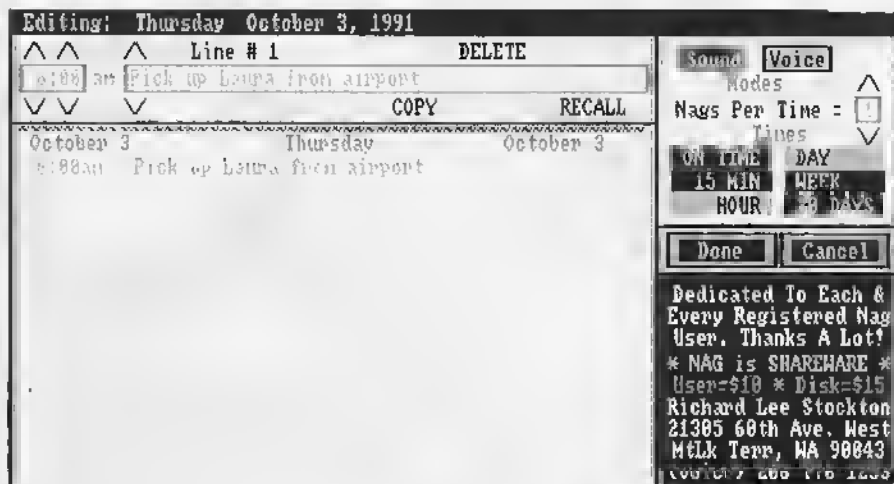 Editing: Thursday October 3, 1991
Line # 1 DELETE
am Pick up Laura from airport
COPY RECALL
October 3 Thursday October 3
Pick up Laura from airport
Sound Voice
Modes
Nags Per Time =
Times
ON TIME DAY
15 MIN WEEK
HOUR DAYS
Done Cancel
Dedicated To Each &
Every Registered Nag
User. Thanks A Lot!
* NAG is SHAREWARE *
User=$10 * Disk=$15
Richard Lee Stockton
21305 60th Ave. West
MtLk Terr, WA 98043